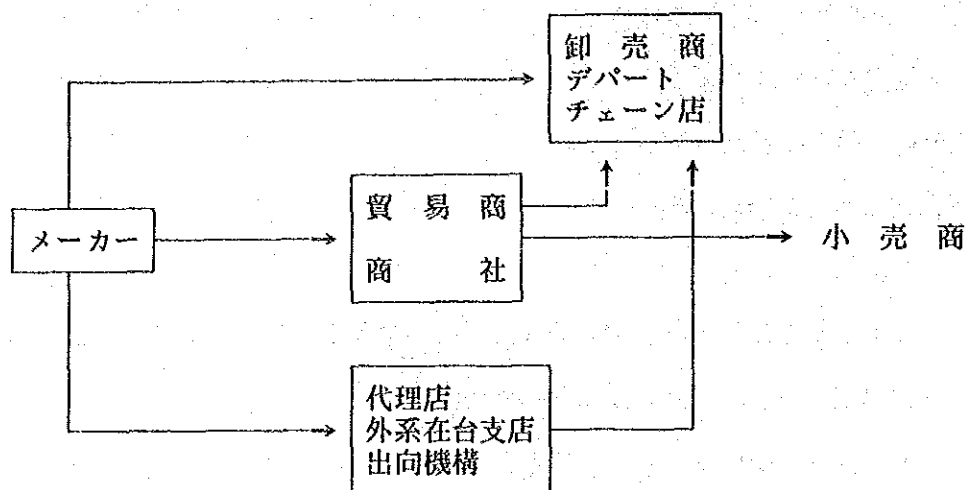 卸売商
デパート
チェーン店
貿易商
商社
メーカー
小売商
代理店
外系在台支店
出向機構